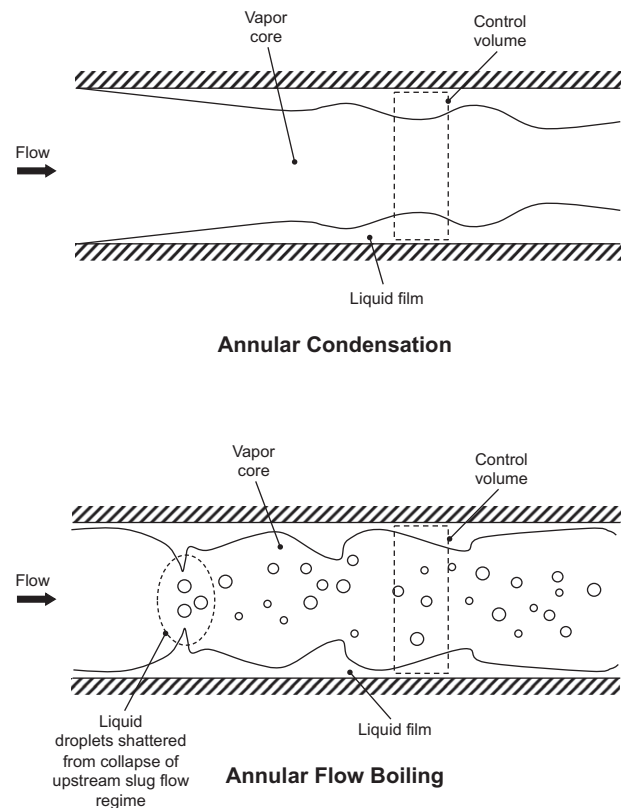 Vapor
core
Control
volume
Flow
Liquid film
Annular Condensation
Vapor
core
Control
volume
Flow
Liquid film
Liquid
droplets shattered
from collapse of
upstream slug flow
regime
Annular Flow Boiling